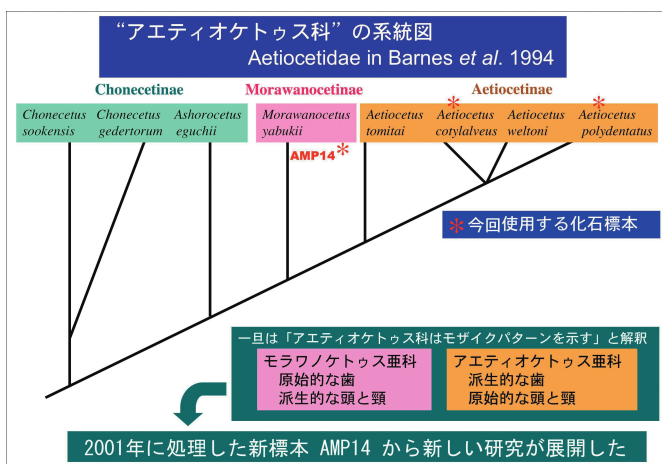 “アエティオケトゥス科”の系統図
Aetiocetidae in Barnes et al. 1994
Chonecetinae Morawanocetinae Aetiocetinae
Chonecetus sookensis
Chonecetus gedertorum
Ashorocetus eguchii
Morawanocetus yabukii
Aetiocetus tomitai
Aetiocetus cotylalveus
Aetiocetus weltoni
Aetiocetus polydentatus
AMP14*
*今回使用する化石標本
一旦は「アエティオケトゥス科はモザイクパターンを示す」と解釈
モラワノケトゥス亜科
原始的な歯
派生的な頭と頸
アエティオケトゥス亜科
派生的な歯
原始的な頭と頸
2001年に処理した新標本 AMP14 から新しい研究が展開した